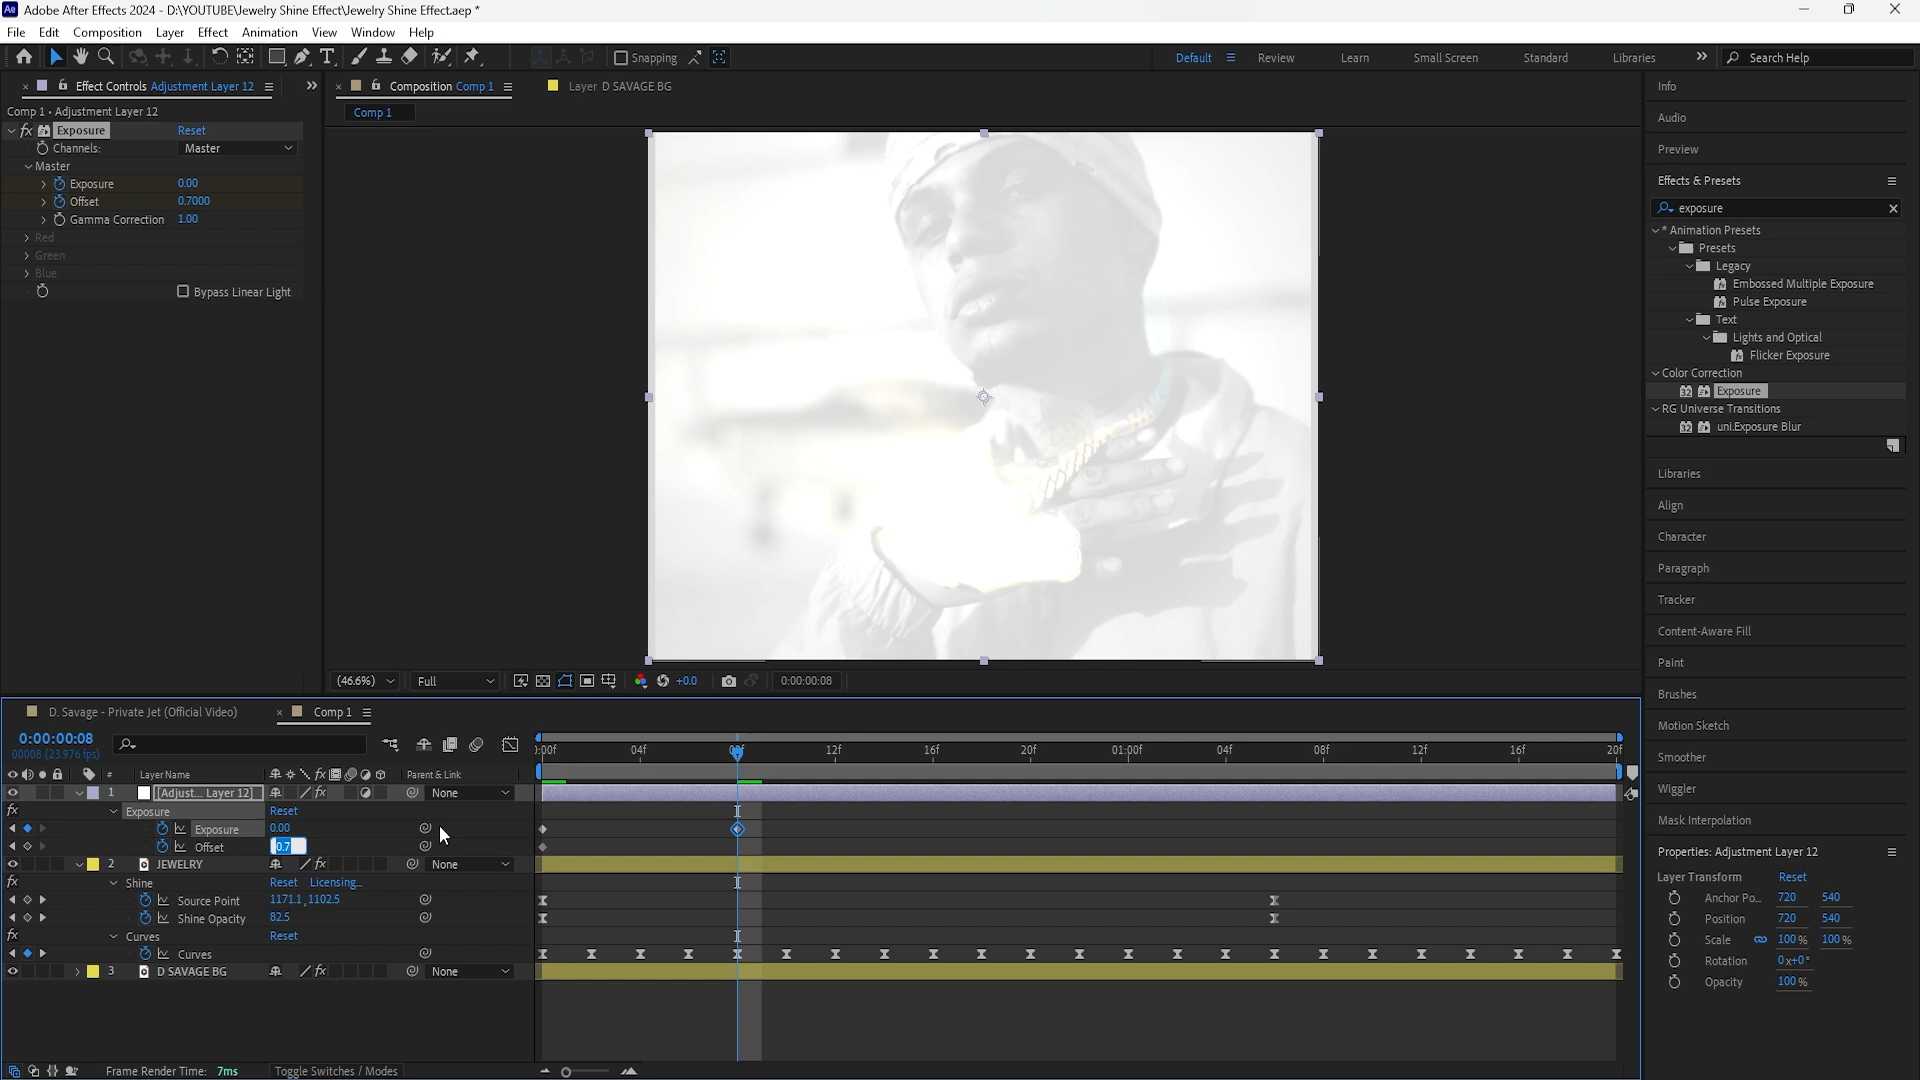 Adobe After Effects 2024 - D:\YOUTUBE\Jewelry Shine Effect\Jewelry Shine Effect.aep *
File Edit Composition Layer Effect Animation View Window Help
Snapping
Default Review Learn Small Screen Standard Libraries Search Help
Effect Controls Adjustment Layer 12
Composition Comp 1
Layer D SAVAGE BG
Comp 1 • Adjustment Layer 12
Comp 1
fx Exposure Reset
Channels: Master
Master
Exposure 0.00
Offset 0.7000
Gamma Correction 1.00
Red
Green
Blue
Bypass Linear Light
(46.6%) Full +0.0 0:00:00:08
Info
Audio
Preview
Effects & Presets
exposure
* Animation Presets
Presets
Legacy
Embossed Multiple Exposure
Pulse Exposure
Text
Lights and Optical
Flicker Exposure
Color Correction
Exposure
RG Universe Transitions
uni.Exposure Blur
Libraries
Align
Character
Paragraph
Tracker
Content-Aware Fill
Paint
Brushes
Motion Sketch
Smoother
Wiggler
Mask Interpolation
Properties: Adjustment Layer 12
Layer Transform Reset
Anchor Po... 720 540
Position 720 540
Scale 100% 100%
Rotation 0x+0°
Opacity 100%
D. Savage - Private Jet (Official Video) Comp 1
0:00:00:08
00008 (23.976 fps)
04f 12f 16f 20f 01:00f 04f 08f 12f 16f 20f
# Layer Name Parent & Link
1 [Adjust... Layer 12] None
Exposure Reset
Exposure 0.00
Offset 0.7
2 JEWELRY None
Shine Reset Licensing...
Source Point 1171.1, 1102.5
Shine Opacity 82.5
Curves Reset
Curves
3 D SAVAGE BG None
Frame Render Time: 7ms Toggle Switches / Modes